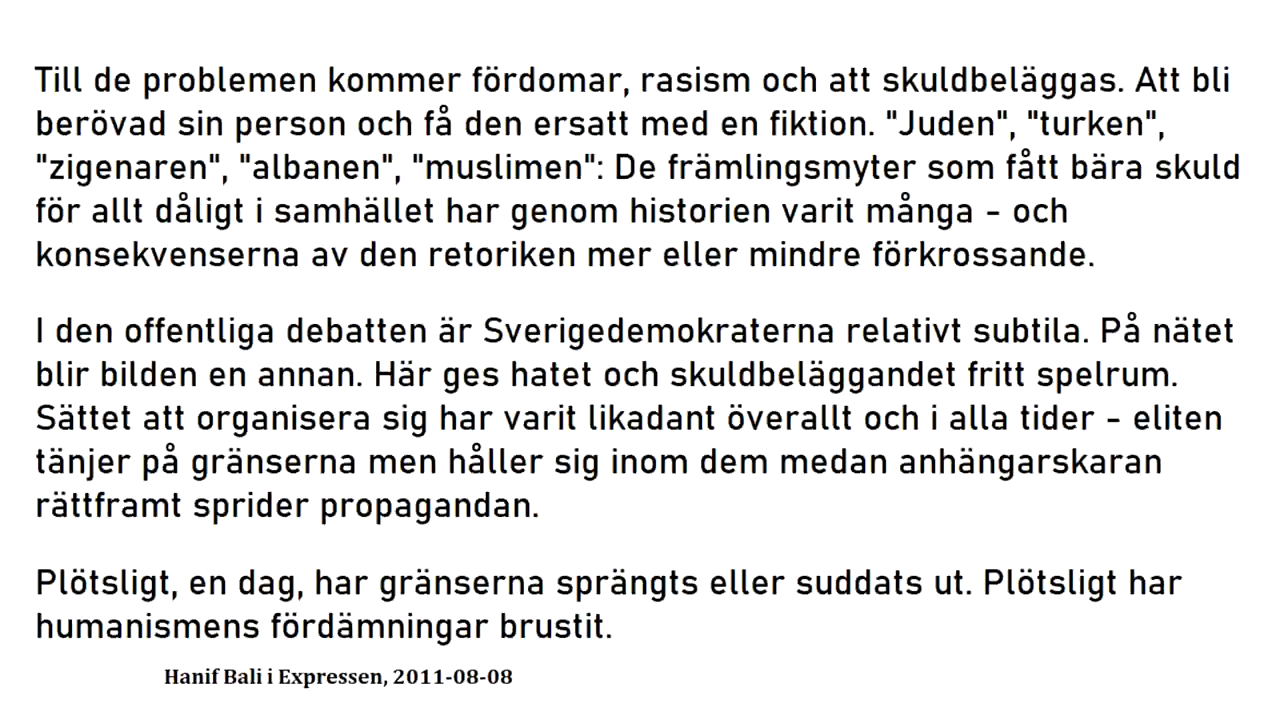 Till de problemen kommer fördomar, rasism och att skuldbeläggas. Att bli
berövad sin person och få den ersatt med en fiktion. "Juden", "turken",
"zigenaren", "albanen", "muslimen": De främlingsmyter som fått bära skuld
för allt dåligt i samhället har genom historien varit många - och
konsekvenserna av den retoriken mer eller mindre förkrossande.
I den offentliga debatten är Sverigedemokraterna relativt subtila. På nätet
blir bilden en annan. Här ges hatet och skuldbeläggandet fritt spelrum.
Sättet att organisera sig har varit likadant överallt och i alla tider - eliten
tänjer på gränserna men håller sig inom dem medan anhängarskaran
rättframt sprider propagandan.
Plötsligt, en dag, har gränserna sprängts eller suddats ut. Plötsligt har
humanismens fördämningar brustit.
Hanif Bali i Expressen, 2011-08-08